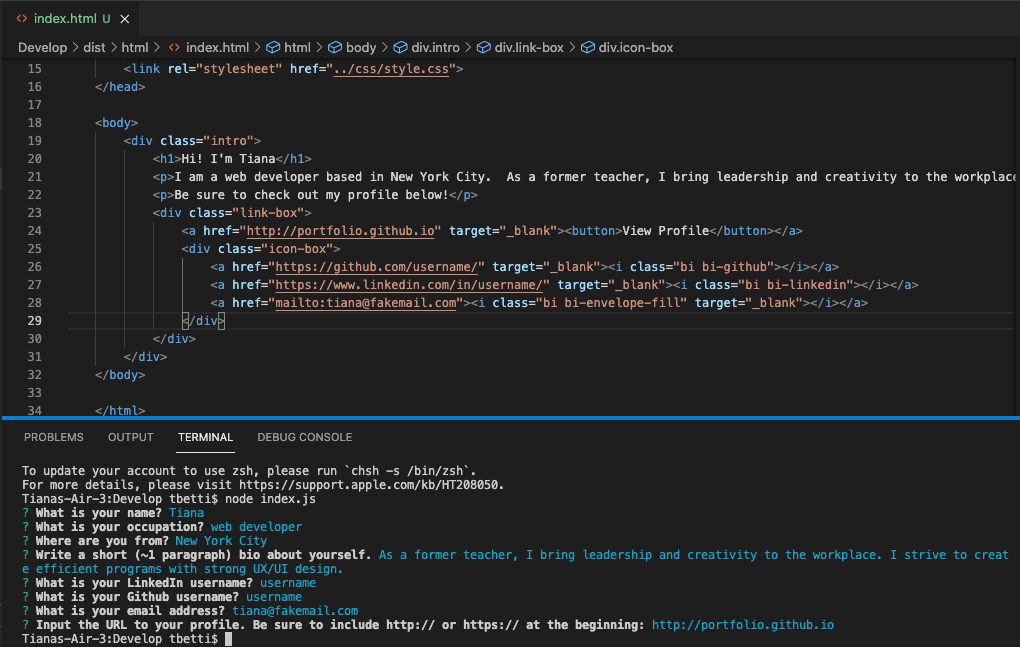 index.html U
Develop > dist > html > index.html > html > body > div.intro > div.link-box > div.icon-box
15 <link rel="stylesheet" href="../css/style.css">
16 </head>
17
18 <body>
19 <div class="intro">
20 <h1>Hi! I'm Tiana</h1>
21 <p>I am a web developer based in New York City.  As a former teacher, I bring leadership and creativity to the workplace
22 <p>Be sure to check out my profile below!</p>
23 <div class="link-box">
24 <a href="http://portfolio.github.io" target="_blank"><button>View Profile</button></a>
25 <div class="icon-box">
26 <a href="https://github.com/username/" target="_blank"><i class="bi bi-github"></i></a>
27 <a href="https://www.linkedin.com/in/username/" target="_blank"><i class="bi bi-linkedin"></i></a>
28 <a href="mailto:tiana@fakemail.com"><i class="bi bi-envelope-fill" target="_blank"></i></a>
29 </div>
30 </div>
31 </div>
32 </body>
33
34 </html>
PROBLEMS OUTPUT TERMINAL DEBUG CONSOLE
To update your account to use zsh, please run `chsh -s /bin/zsh`.
For more details, please visit https://support.apple.com/kb/HT208050.
Tianas-Air-3:Develop tbetti$ node index.js
? What is your name? Tiana
? What is your occupation? web developer
? Where are you from? New York City
? Write a short (~1 paragraph) bio about yourself. As a former teacher, I bring leadership and creativity to the workplace. I strive to creat
e efficient programs with strong UX/UI design.
? What is your LinkedIn username? username
? What is your Github username? username
? What is your email address? tiana@fakemail.com
? Input the URL to your profile. Be sure to include http:// or https:// at the beginning: http://portfolio.github.io
Tianas-Air-3:Develop tbetti$